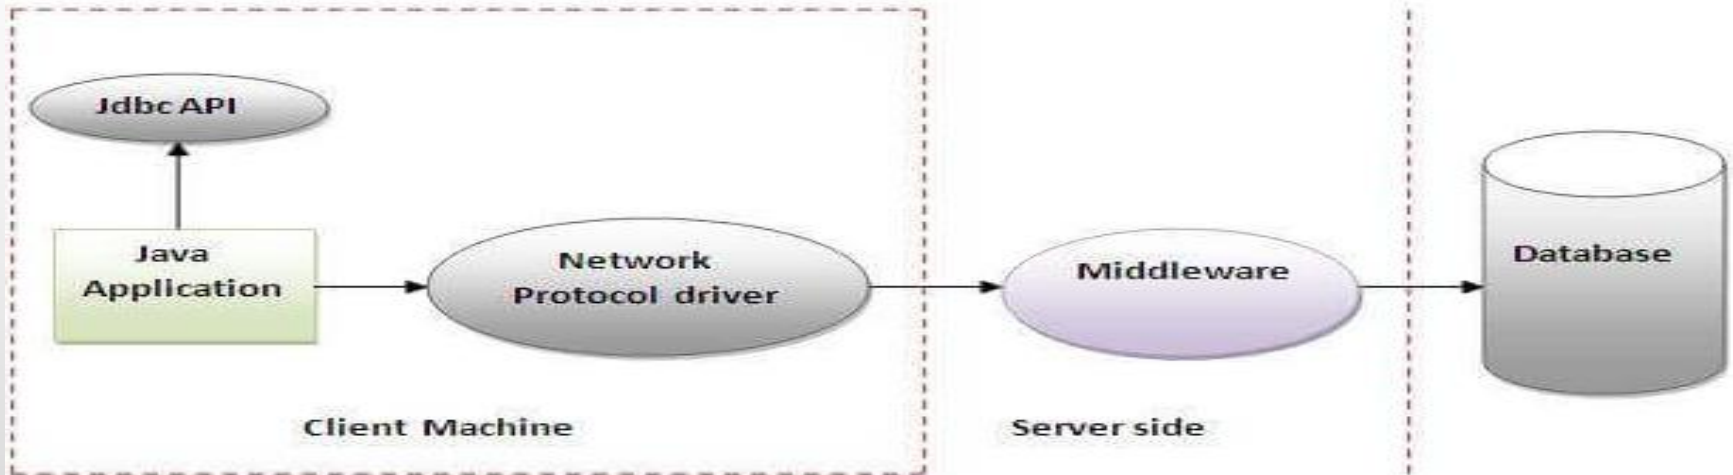 Jdbc API
Java
Application
Network
Protocol driver
Middleware
Database
Client Machine
Server side